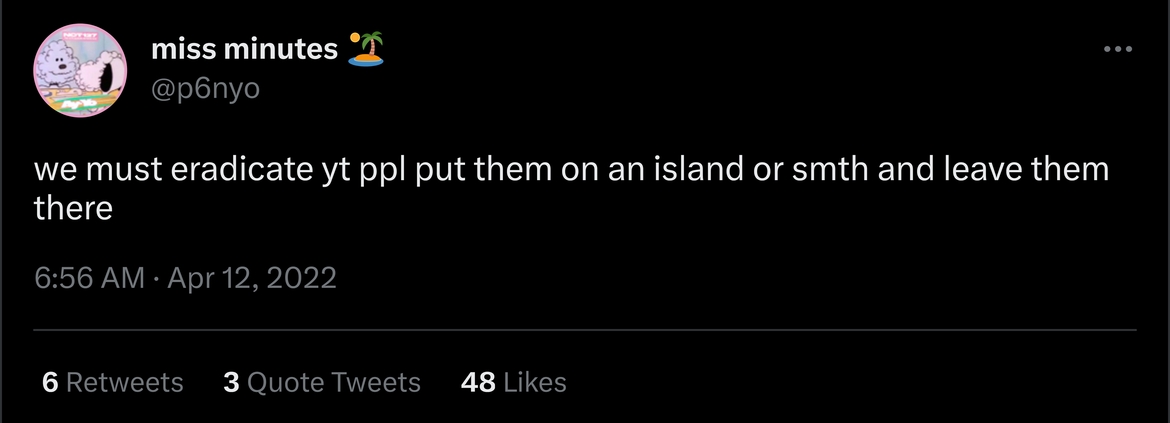 miss minutes 🏝️
@p6nyo
we must eradicate yt ppl put them on an island or smth and leave them
there
6:56 AM · Apr 12, 2022
6 Retweets 3 Quote Tweets 48 Likes